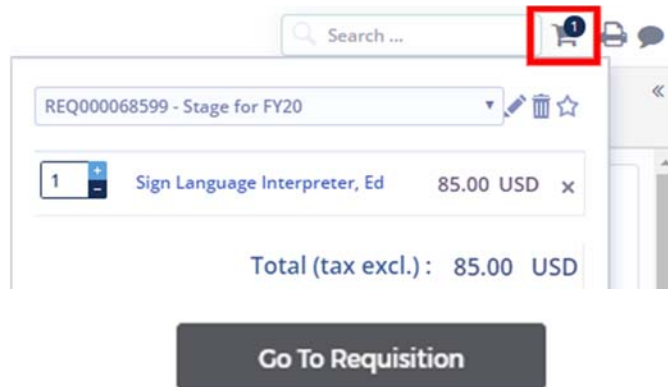 Search ...
1
REQ000068599 - Stage for FY20
1 + - Sign Language Interpreter, Ed 85.00 USD ×
Total (tax excl.) : 85.00 USD
Go To Requisition